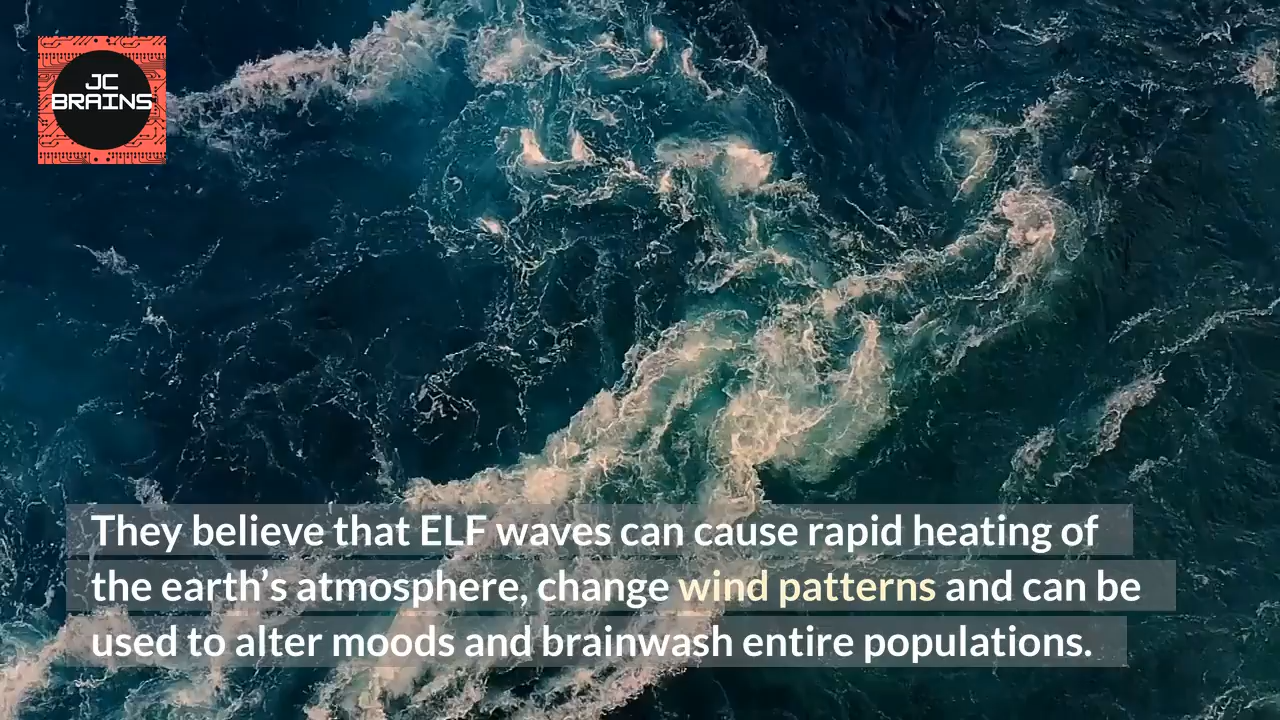 JC
BRAINS
They believe that ELF waves can cause rapid heating of
the earth’s atmosphere, change wind patterns and can be
used to alter moods and brainwash entire populations.